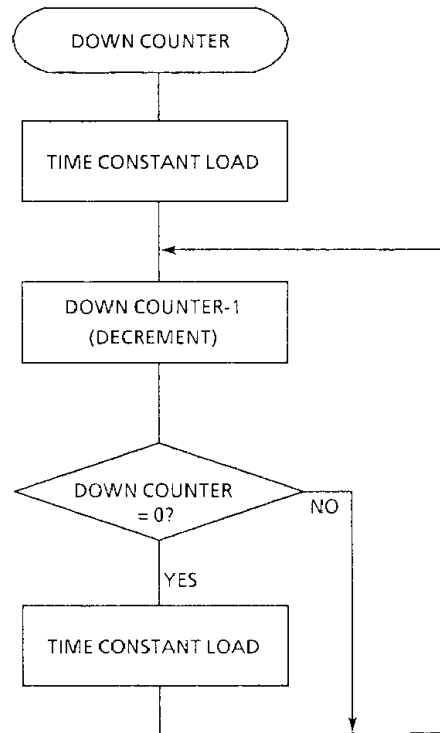 DOWN COUNTER
TIME CONSTANT LOAD
DOWN COUNTER-1
(DECREMENT)
DOWN COUNTER
= 0?
NO
YES
TIME CONSTANT LOAD